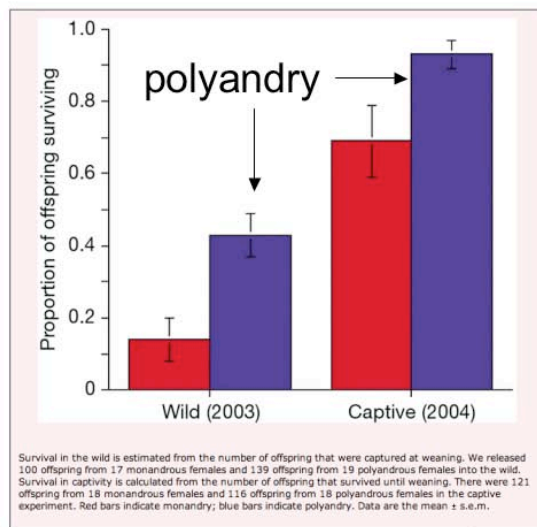 1.0
polyandry
0.8
0.6
0.4
0.2
0
Proportion of offspring surviving
Wild (2003)
Captive (2004)
Survival in the wild is estimated from the number of offspring that were captured at weaning. We released
100 offspring from 17 monandrous females and 139 offspring from 19 polyandrous females into the wild.
Survival in captivity is calculated from the number of offspring that survived until weaning. There were 121
offspring from 18 monandrous females and 116 offspring from 18 polyandrous females in the captive
experiment. Red bars indicate monandry; blue bars indicate polyandry. Data are the mean ± s.e.m.